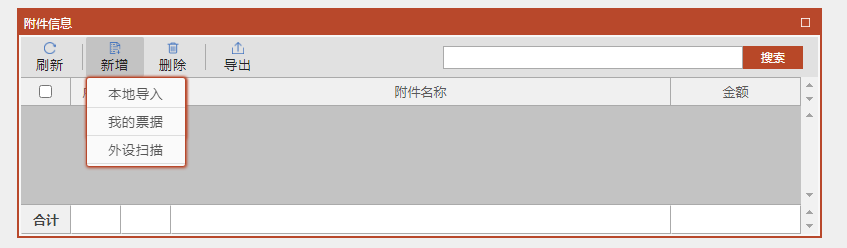 附件信息
刷新
新增
删除
导出
搜索
本地导入
我的票据
外设扫描
附件名称
金额
合计